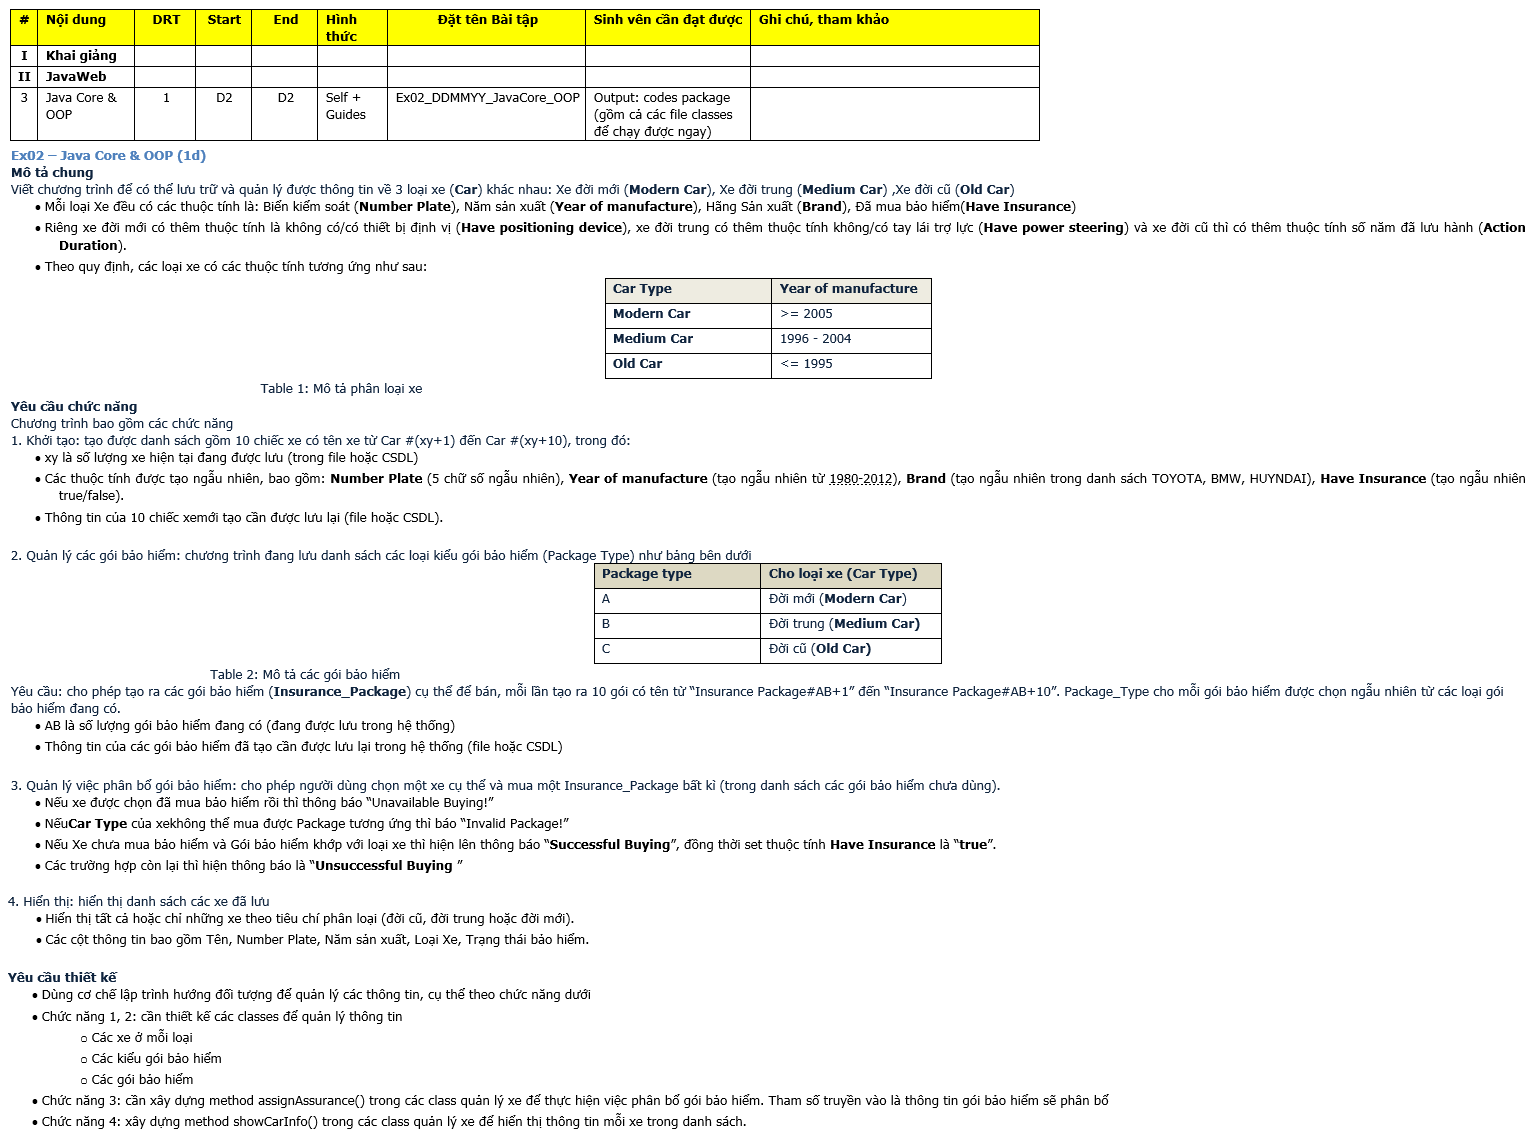 # Nội dung DRT Start End Hình thức Đặt tên Bài tập Sinh vên cần đạt được Ghi chú, tham khảo
I Khai giảng
II JavaWeb
3 Java Core & OOP 1 D2 D2 Self + Guides Ex02_DDMMYY_JavaCore_OOP Output: codes package (gồm cả các file classes để chạy được ngay)
Ex02 – Java Core & OOP (1d)
Mô tả chung
Viết chương trình để có thể lưu trữ và quản lý được thông tin về 3 loại xe (Car) khác nhau: Xe đời mới (Modern Car), Xe đời trung (Medium Car) ,Xe đời cũ (Old Car)
• Mỗi loại Xe đều có các thuộc tính là: Biển kiểm soát (Number Plate), Năm sản xuất (Year of manufacture), Hãng Sản xuất (Brand), Đã mua bảo hiểm(Have Insurance)
• Riêng xe đời mới có thêm thuộc tính là không có/có thiết bị định vị (Have positioning device), xe đời trung có thêm thuộc tính không/có tay lái trợ lực (Have power steering) và xe đời cũ thì có thêm thuộc tính số năm đã lưu hành (Action
Duration).
• Theo quy định, các loại xe có các thuộc tính tương ứng như sau:
Car Type Year of manufacture
Modern Car >= 2005
Medium Car 1996 - 2004
Old Car <= 1995
Table 1: Mô tả phân loại xe
Yêu cầu chức năng
Chương trình bao gồm các chức năng
1. Khởi tạo: tạo được danh sách gồm 10 chiếc xe có tên xe từ Car #(xy+1) đến Car #(xy+10), trong đó:
• xy là số lượng xe hiện tại đang được lưu (trong file hoặc CSDL)
• Các thuộc tính được tạo ngẫu nhiên, bao gồm: Number Plate (5 chữ số ngẫu nhiên), Year of manufacture (tạo ngẫu nhiên từ 1980-2012), Brand (tạo ngẫu nhiên trong danh sách TOYOTA, BMW, HUYNDAI), Have Insurance (tạo ngẫu nhiên
true/false).
• Thông tin của 10 chiếc xemới tạo cần được lưu lại (file hoặc CSDL).
2. Quản lý các gói bảo hiểm: chương trình đang lưu danh sách các loại kiểu gói bảo hiểm (Package Type) như bảng bên dưới
Package type Cho loại xe (Car Type)
A Đời mới (Modern Car)
B Đời trung (Medium Car)
C Đời cũ (Old Car)
Table 2: Mô tả các gói bảo hiểm
Yêu cầu: cho phép tạo ra các gói bảo hiểm (Insurance_Package) cụ thể để bán, mỗi lần tạo ra 10 gói có tên từ “Insurance Package#AB+1” đến “Insurance Package#AB+10”. Package_Type cho mỗi gói bảo hiểm được chọn ngẫu nhiên từ các loại gói
bảo hiểm đang có.
• AB là số lượng gói bảo hiểm đang có (đang được lưu trong hệ thống)
• Thông tin của các gói bảo hiểm đã tạo cần được lưu lại trong hệ thống (file hoặc CSDL)
3. Quản lý việc phân bổ gói bảo hiểm: cho phép người dùng chọn một xe cụ thể và mua một Insurance_Package bất kì (trong danh sách các gói bảo hiểm chưa dùng).
• Nếu xe được chọn đã mua bảo hiểm rồi thì thông báo “Unavailable Buying!”
• NếuCar Type của xekhông thể mua được Package tương ứng thì báo “Invalid Package!”
• Nếu Xe chưa mua bảo hiểm và Gói bảo hiểm khớp với loại xe thì hiện lên thông báo “Successful Buying”, đồng thời set thuộc tính Have Insurance là “true”.
• Các trường hợp còn lại thì hiện thông báo là “Unsuccessful Buying ”
4. Hiển thị: hiển thị danh sách các xe đã lưu
• Hiển thị tất cả hoặc chỉ những xe theo tiêu chí phân loại (đời cũ, đời trung hoặc đời mới).
• Các cột thông tin bao gồm Tên, Number Plate, Năm sản xuất, Loại Xe, Trạng thái bảo hiểm.
Yêu cầu thiết kế
• Dùng cơ chế lập trình hướng đối tượng để quản lý các thông tin, cụ thể theo chức năng dưới
• Chức năng 1, 2: cần thiết kế các classes để quản lý thông tin
o Các xe ở mỗi loại
o Các kiểu gói bảo hiểm
o Các gói bảo hiểm
• Chức năng 3: cần xây dựng method assignAssurance() trong các class quản lý xe để thực hiện việc phân bổ gói bảo hiểm. Tham số truyền vào là thông tin gói bảo hiểm sẽ phân bổ
• Chức năng 4: xây dựng method showCarInfo() trong các class quản lý xe để hiển thị thông tin mỗi xe trong danh sách.